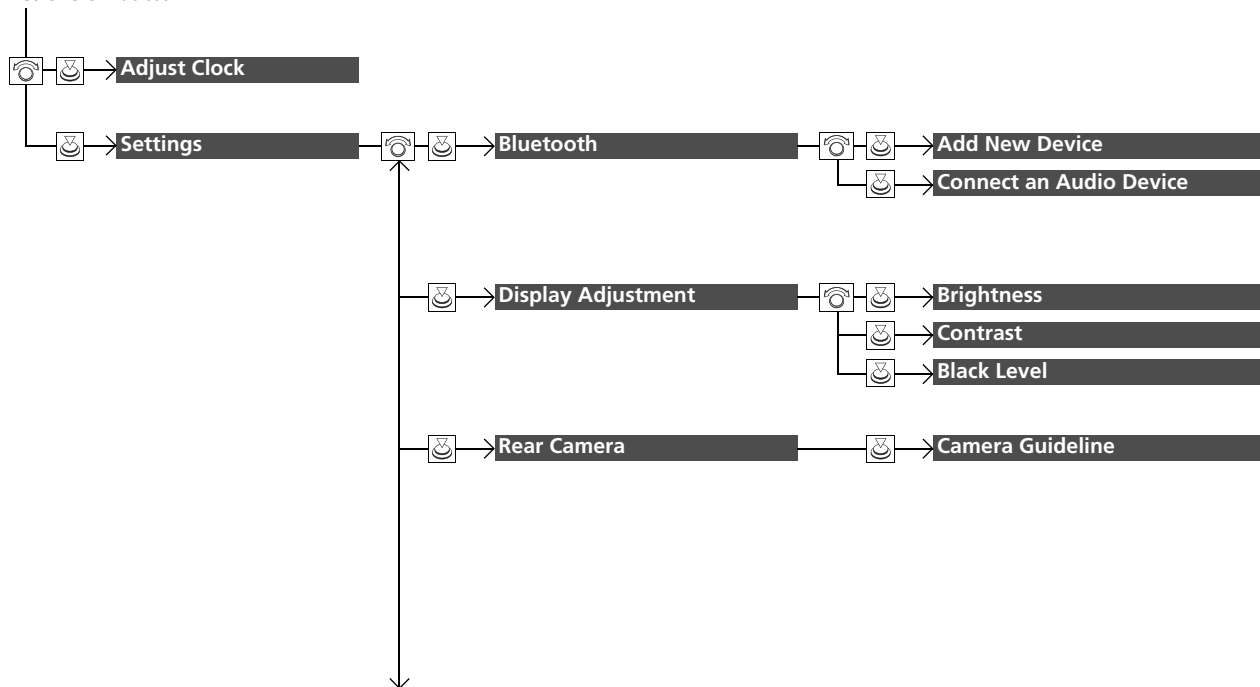 Adjust Clock
Settings
Bluetooth
Add New Device
Connect an Audio Device
Display Adjustment
Brightness
Contrast
Black Level
Rear Camera
Camera Guideline